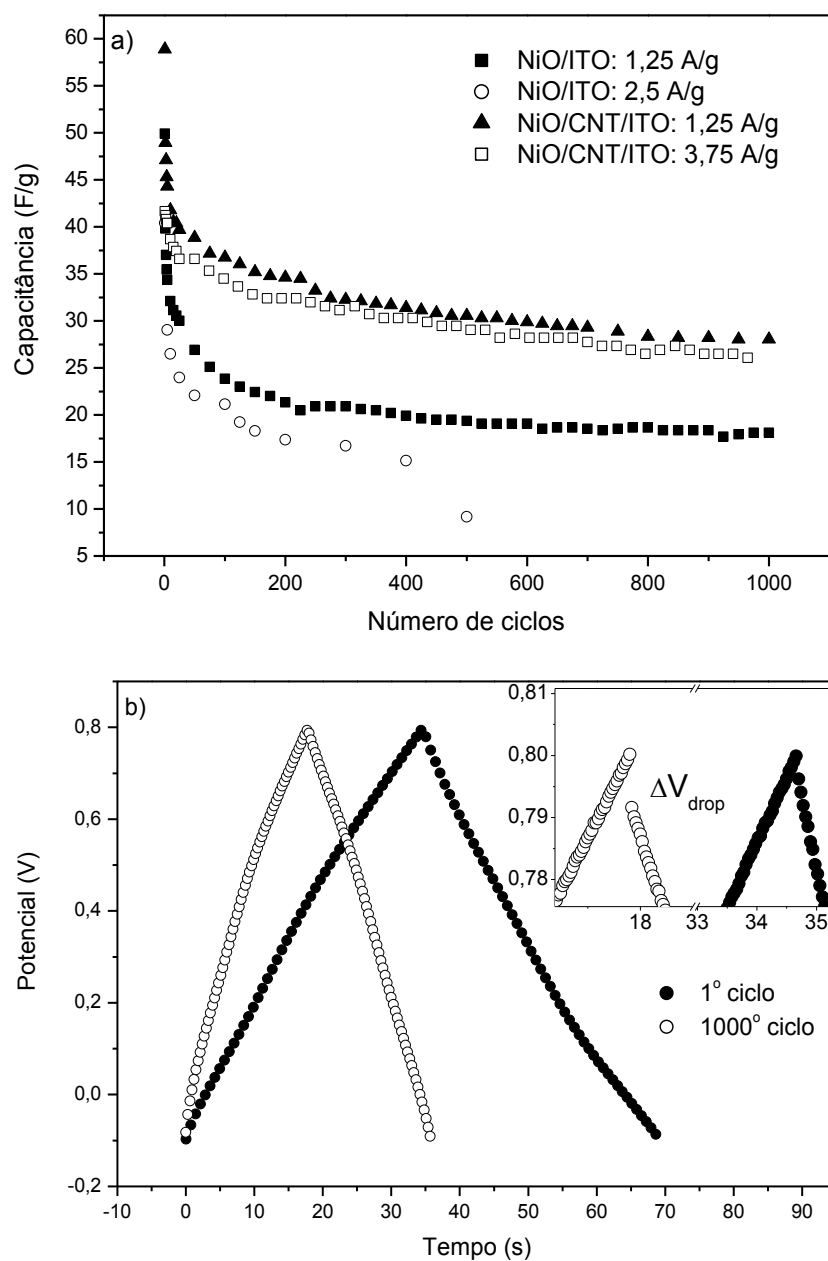 a)
60
55
50
45
40
35
30
25
20
15
10
5
Capacitância (F/g)
NiO/ITO: 1,25 A/g
NiO/ITO: 2,5 A/g
NiO/CNT/ITO: 1,25 A/g
NiO/CNT/ITO: 3,75 A/g
0 200 400 600 800 1000
Número de ciclos
b)
0,8
0,6
0,4
0,2
0,0
-0,2
Potencial (V)
0,81
0,80
0,79
0,78
ΔVdrop
18 33 34 35
1º ciclo
1000º ciclo
-10 0 10 20 30 40 50 60 70 80 90
Tempo (s)